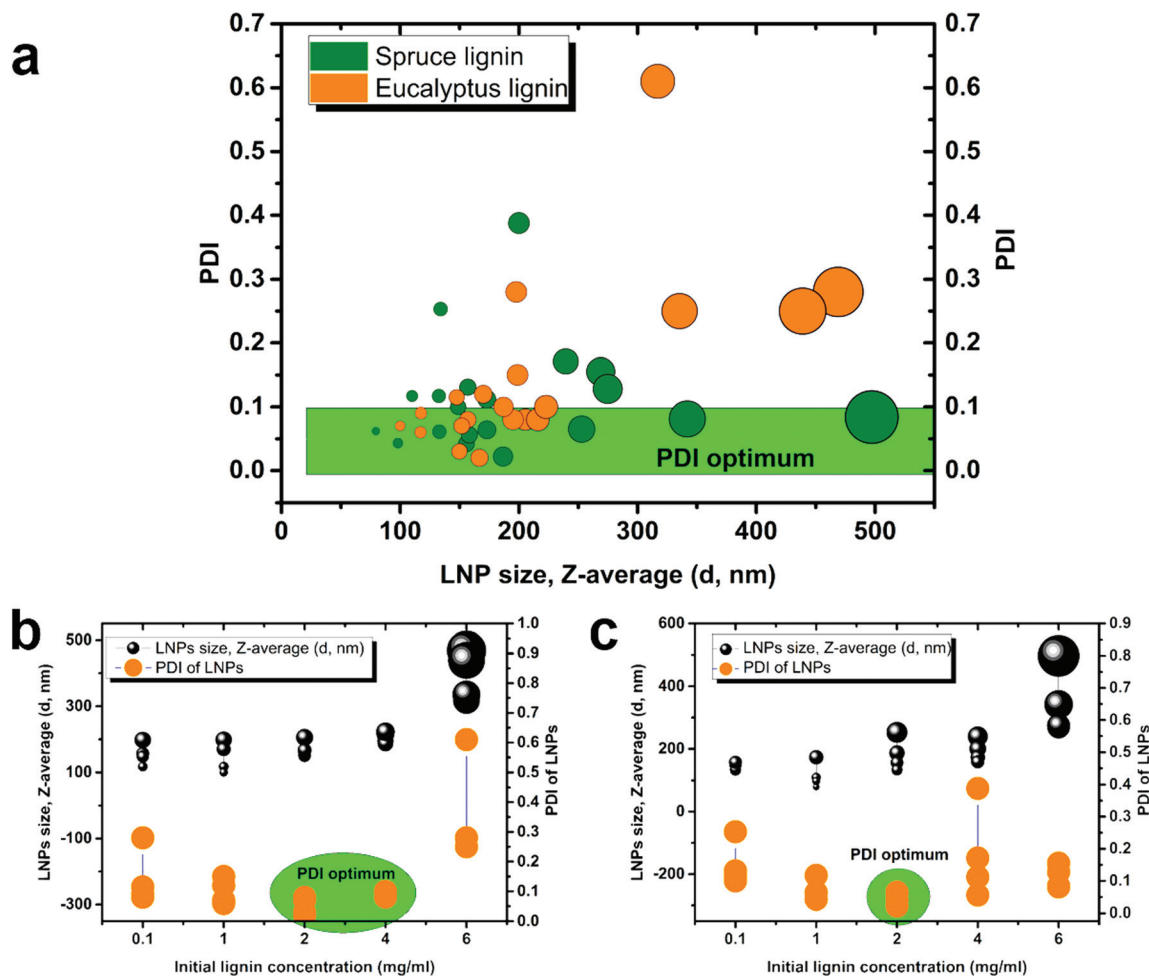 a
0.7
0.6
0.5
0.4
0.3
0.2
0.1
0.0
PDI
Spruce lignin
Eucalyptus lignin
0.7
0.6
0.5
0.4
0.3
0.2
0.1
0.0
PDI
PDI optimum
0 100 200 300 400 500
LNP size, Z-average (d, nm)
b
500
300
100
-100
-300
LNPs size, Z-average (d, nm)
LNPs size, Z-average (d, nm)
PDI of LNPs
PDI optimum
1.0
0.9
0.8
0.7
0.6
0.5
0.4
0.3
0.2
0.1
0.0
PDI of LNPs
0.1 1 2 4 6
Initial lignin concentration (mg/ml)
c
600
400
200
0
-200
LNPs size, Z-average (d, nm)
LNPs size, Z-average (d, nm)
PDI of LNPs
PDI optimum
0.9
0.8
0.7
0.6
0.5
0.4
0.3
0.2
0.1
0.0
PDI of LNPs
0.1 1 2 4 6
Initial lignin concentration (mg/ml)